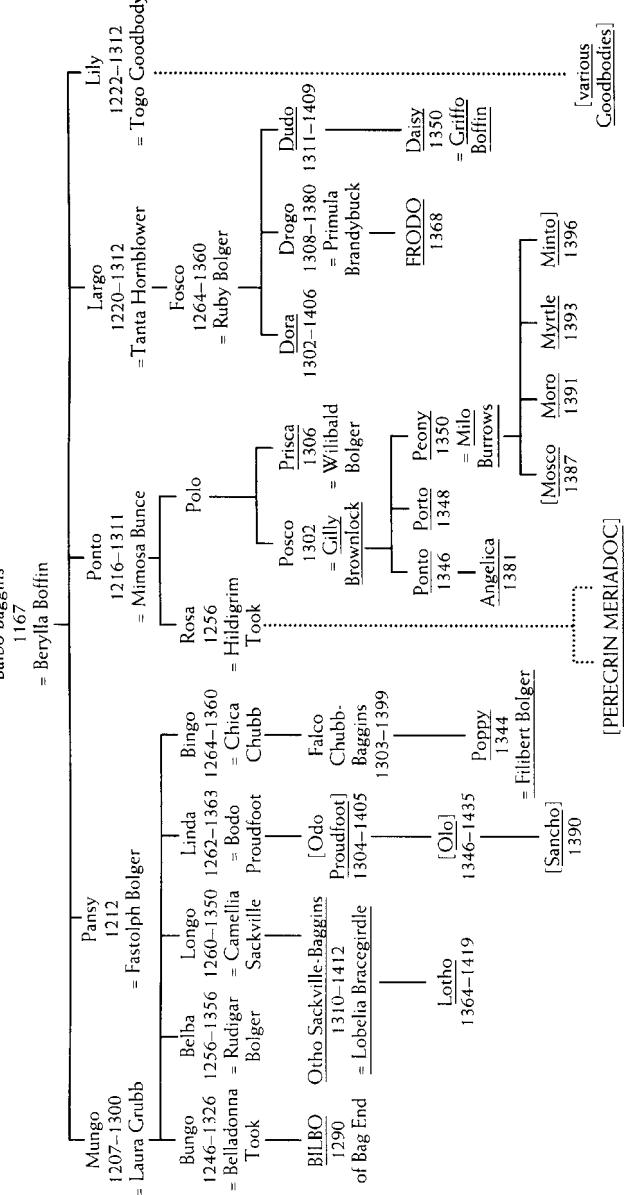 Balbo Baggins
1167
= Berylla Boffin
Mungo
1207–1300
= Laura Grubb
Pansy
1212
= Fastolph Bolger
Ponto
1216–1311
= Mimosa Bunce
Largo
1220–1312
= Tanta Hornblower
Lily
1222–1312
= Togo Goodbody
Bungo
1246–1326
= Belladonna
Took
Belba
1256–1356
= Rudigar
Bolger
Longo
1260–1350
= Camellia
Sackville
Linda
1262–1363
= Bodo
Proudfoot
Bingo
1264–1360
= Chica
Chubb
Rosa
1256
= Hildigrim
Took
Polo
Fosco
1264–1360
= Ruby Bolger
BILBO
1290
of Bag End
Otho Sackville-Baggins
1310–1412
= Lobelia Bracegirdle
[Odo
Proudfoot]
1304–1405
Falco
Chubb-
Baggins
1303–1399
Posco
1302
= Gilly
Brownlock
Prisca
1306
= Wilibald
Bolger
Dora
1302–1406
Drogo
1308–1380
= Primula
Brandybuck
Dudo
1311–1409
Lotho
1364–1419
[Olo]
1346–1435
Poppy
1344
= Filibert Bolger
Ponto
1346
Porto
1348
Peony
1350
= Milo
Burrows
FRODO
1368
Daisy
1350
= Griffo
Boffin
[Sancho]
1390
Angelica
1381
[Mosco
1387
Moro
1391
Myrtle
1393
Minto]
1396
[PEREGRIN MERIADOC]
[various
Goodbodies]